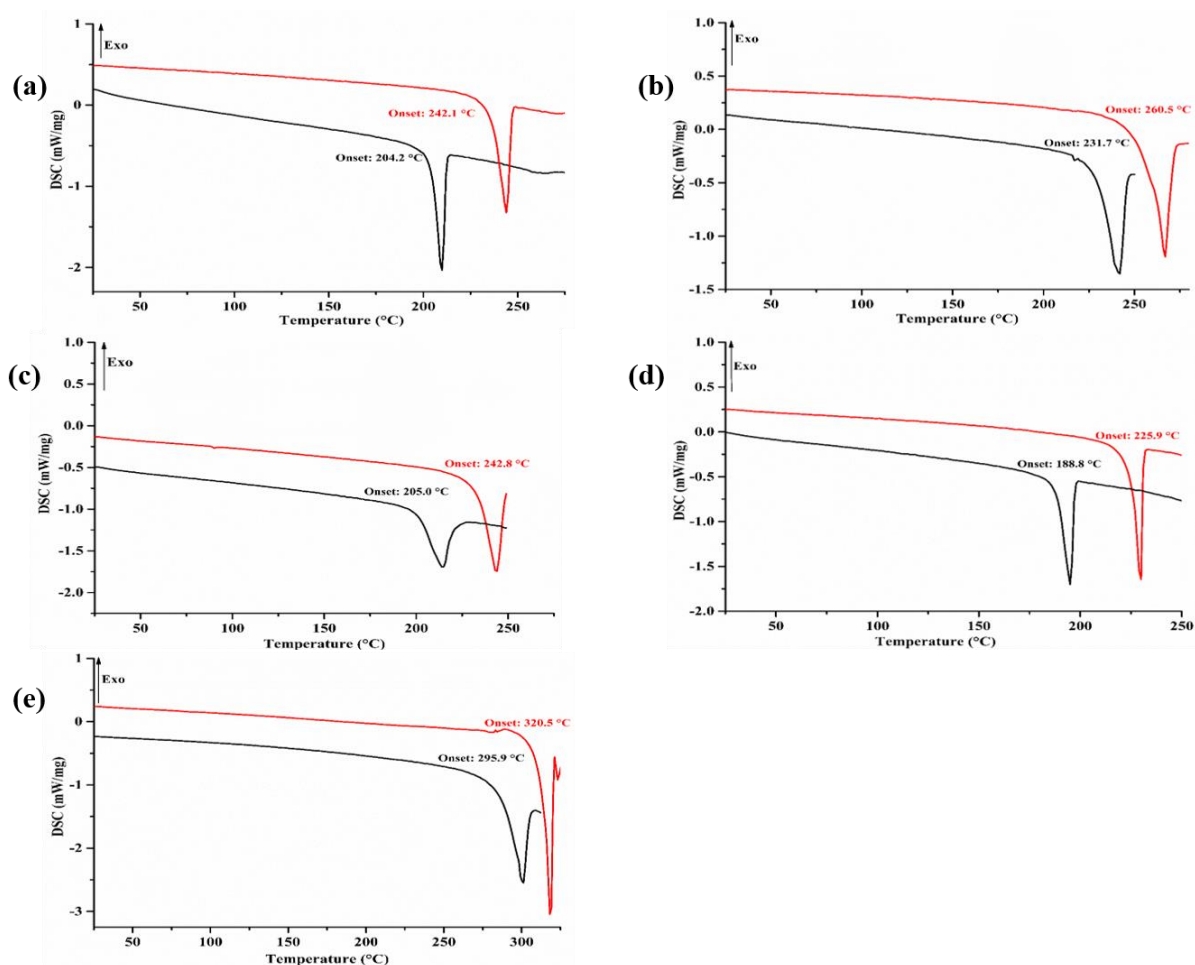 (a)
Exo
1
0
-1
-2
DSC (mW/mg)
Onset: 242.1 °C
Onset: 204.2 °C
50 100 150 200 250
Temperature (°C)
(b)
Exo
1.0
0.5
0.0
-0.5
-1.0
-1.5
DSC (mW/mg)
Onset: 260.5 °C
Onset: 231.7 °C
50 100 150 200 250
Temperature (°C)
(c)
Exo
1.0
0.5
0.0
-0.5
-1.0
-1.5
-2.0
DSC (mW/mg)
Onset: 242.8 °C
Onset: 205.0 °C
50 100 150 200 250
Temperature (°C)
(d)
Exo
1.0
0.5
0.0
-0.5
-1.0
-1.5
-2.0
DSC (mW/mg)
Onset: 225.9 °C
Onset: 188.8 °C
50 100 150 200 250
Temperature (°C)
(e)
Exo
1
0
-1
-2
-3
DSC (mW/mg)
Onset: 320.5 °C
Onset: 295.9 °C
50 100 150 200 250 300
Temperature (°C)